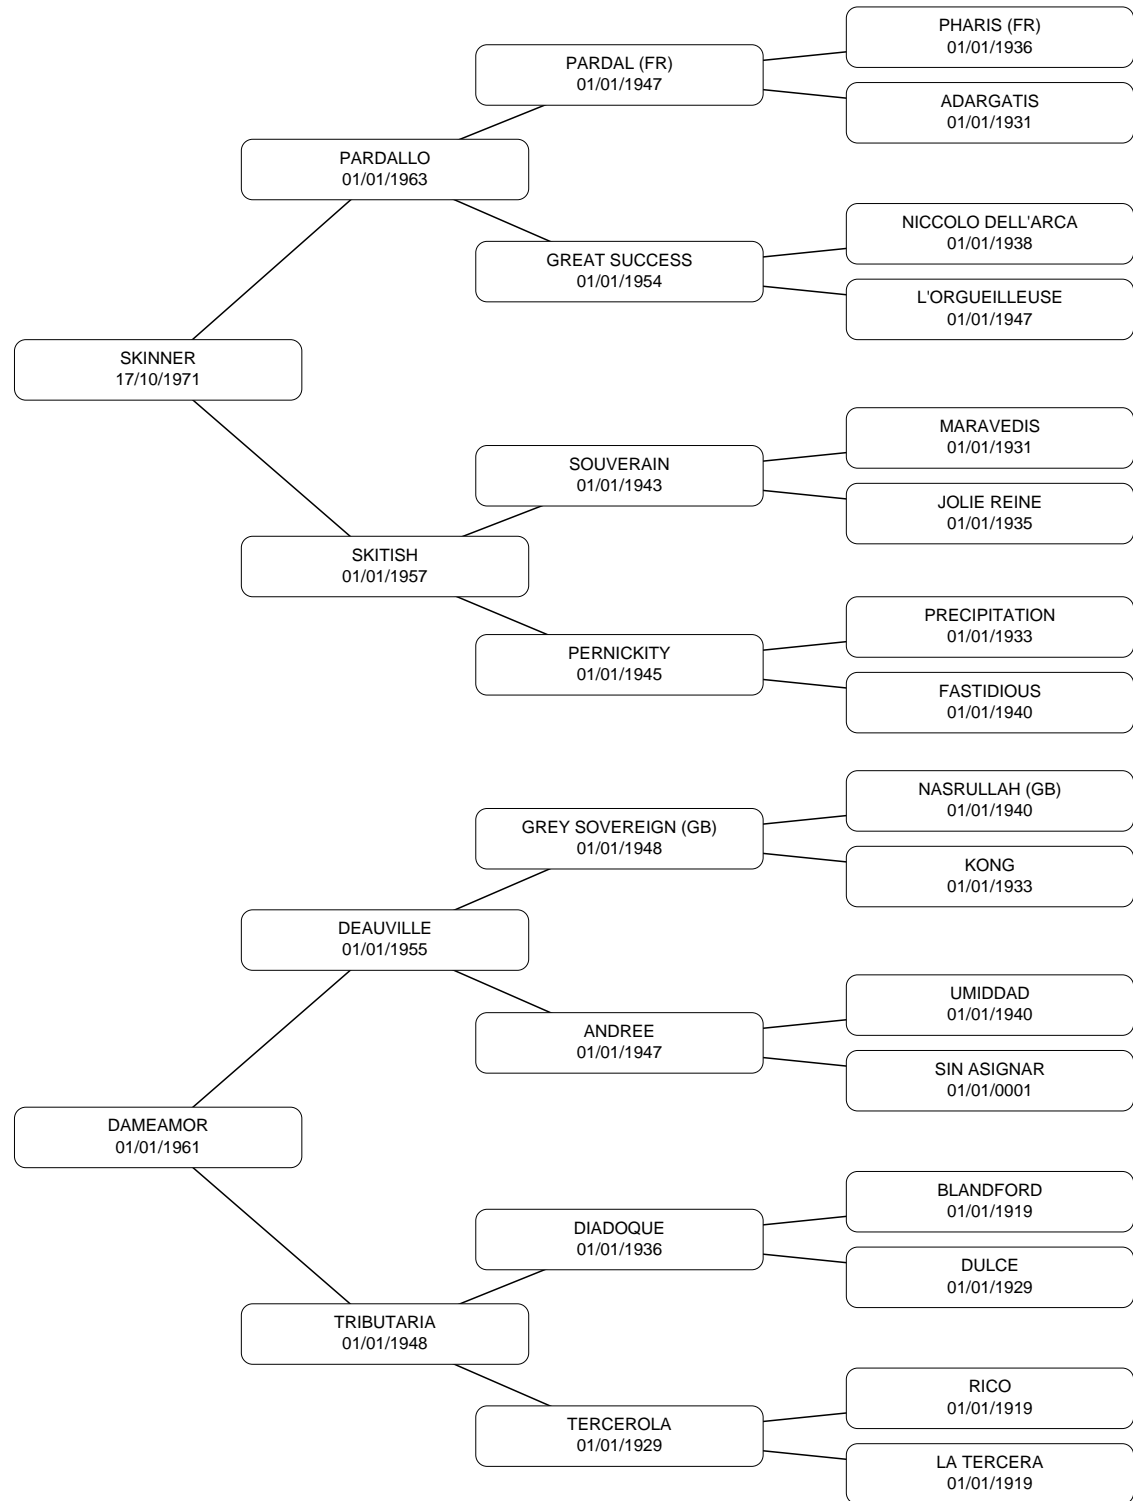 PHARIS (FR)
01/01/1936
PARDAL (FR)
01/01/1947
ADARGATIS
01/01/1931
PARDALLO
01/01/1963
NICCOLO DELL'ARCA
01/01/1938
GREAT SUCCESS
01/01/1954
L'ORGUEILLEUSE
01/01/1947
SKINNER
17/10/1971
MARAVEDIS
01/01/1931
SOUVERAIN
01/01/1943
JOLIE REINE
01/01/1935
SKITISH
01/01/1957
PRECIPITATION
01/01/1933
PERNICKITY
01/01/1945
FASTIDIOUS
01/01/1940
NASRULLAH (GB)
01/01/1940
GREY SOVEREIGN (GB)
01/01/1948
KONG
01/01/1933
DEAUVILLE
01/01/1955
UMIDDAD
01/01/1940
ANDREE
01/01/1947
SIN ASIGNAR
01/01/0001
DAMEAMOR
01/01/1961
BLANDFORD
01/01/1919
DIADOQUE
01/01/1936
DULCE
01/01/1929
TRIBUTARIA
01/01/1948
RICO
01/01/1919
TERCEROLA
01/01/1929
LA TERCERA
01/01/1919